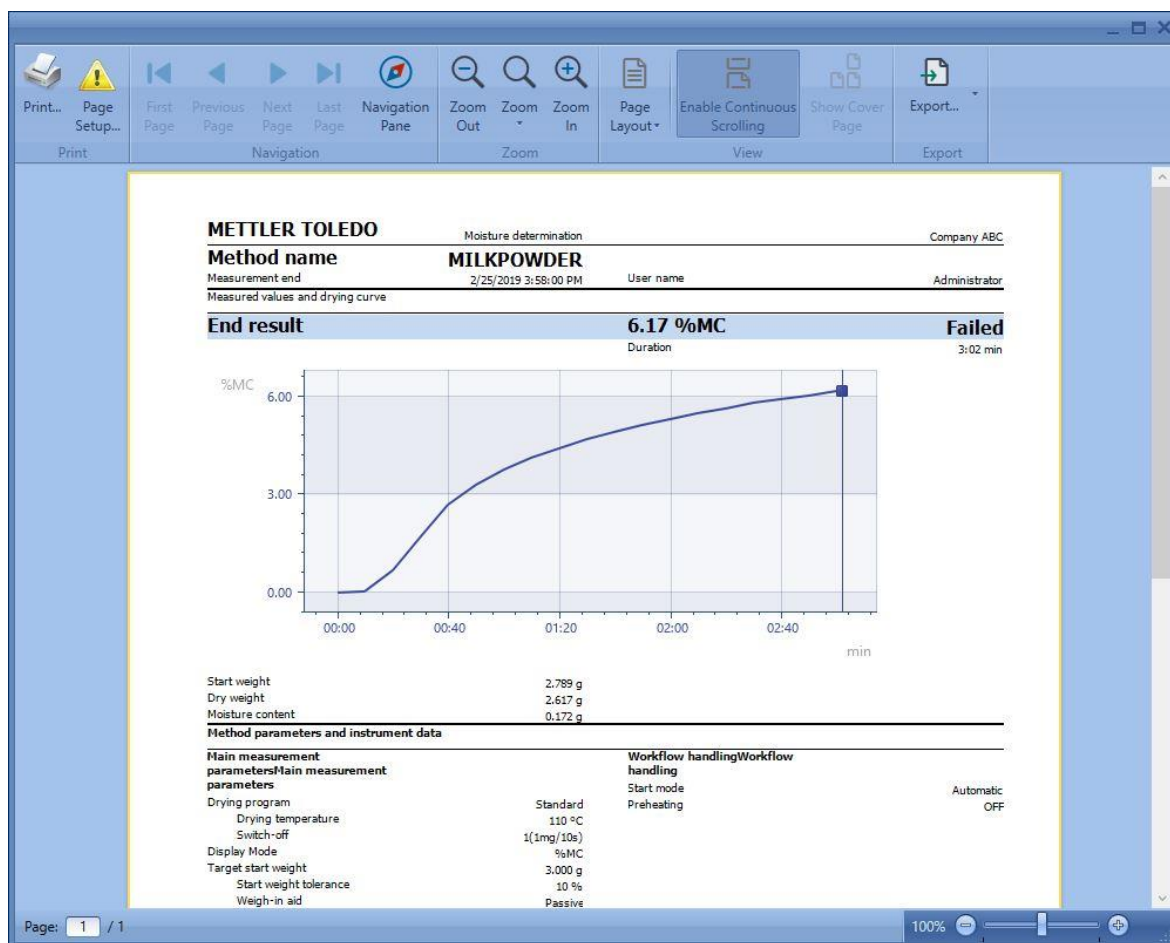 Print...
Page Setup...
First Page
Previous Page
Next Page
Last Page
Navigation Pane
Zoom Out
Zoom
Zoom In
Page Layout
Enable Continuous Scrolling
Show Cover Page
Export...
Print
Navigation
Zoom
View
Export
METTLER TOLEDO Moisture determination Company ABC
Method name MILKPOWDER
Measurement end 2/25/2019 3:58:00 PM User name Administrator
Measured values and drying curve
End result 6.17 %MC Failed
Duration 3:02 min
%MC
6.00
3.00
0.00
00:00 00:40 01:20 02:00 02:40
min
Start weight 2.789 g
Dry weight 2.617 g
Moisture content 0.172 g
Method parameters and instrument data
Main measurement
parametersMain measurement
parameters
Drying program Standard
Drying temperature 110 ºC
Switch-off 1(1mg/10s)
Display Mode %MC
Target start weight 3.000 g
Start weight tolerance 10 %
Weigh-in aid Passive
Workflow handlingWorkflow
handling
Start mode Automatic
Preheating OFF
Page: 1 / 1
100%